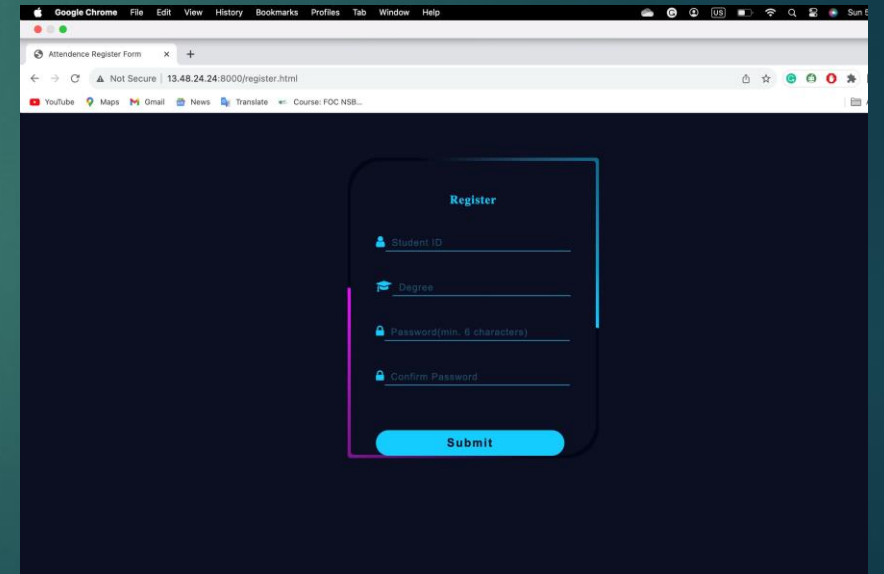 Google Chrome File Edit View History Bookmarks Profiles Tab Window Help US Sun
Attendence Register Form
Not Secure 13.48.24.24:8000/register.html
YouTube Maps Gmail News Translate Course: FOC NSB...
Register
Student ID
Degree
Password(min. 6 characters)
Confirm Password
Submit